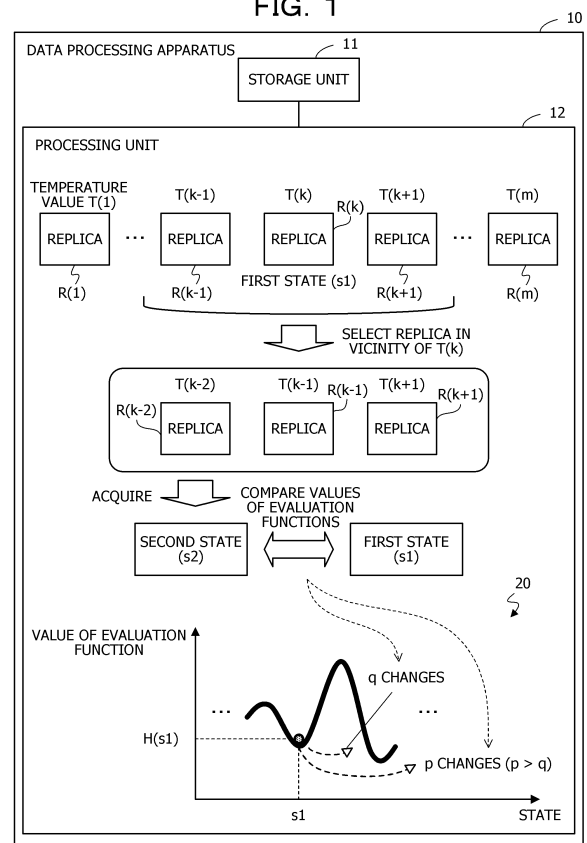 FIG. 1
10
DATA PROCESSING APPARATUS
11
STORAGE UNIT
12
PROCESSING UNIT
TEMPERATURE
VALUE T(1)
T(k-1)
T(k)
T(k+1)
T(m)
R(k)
REPLICA
...
REPLICA
REPLICA
REPLICA
...
REPLICA
R(1)
R(k-1)
FIRST STATE (s1)
R(k+1)
R(m)
SELECT REPLICA IN
VICINITY OF T(k)
T(k-2)
T(k-1)
T(k+1)
R(k-2)
R(k-1)
R(k+1)
REPLICA
REPLICA
REPLICA
ACQUIRE
COMPARE VALUES
OF EVALUATION
FUNCTIONS
SECOND STATE
(s2)
FIRST STATE
(s1)
20
VALUE OF EVALUATION
FUNCTION
q CHANGES
...
...
H(s1)
p CHANGES (p > q)
s1
STATE